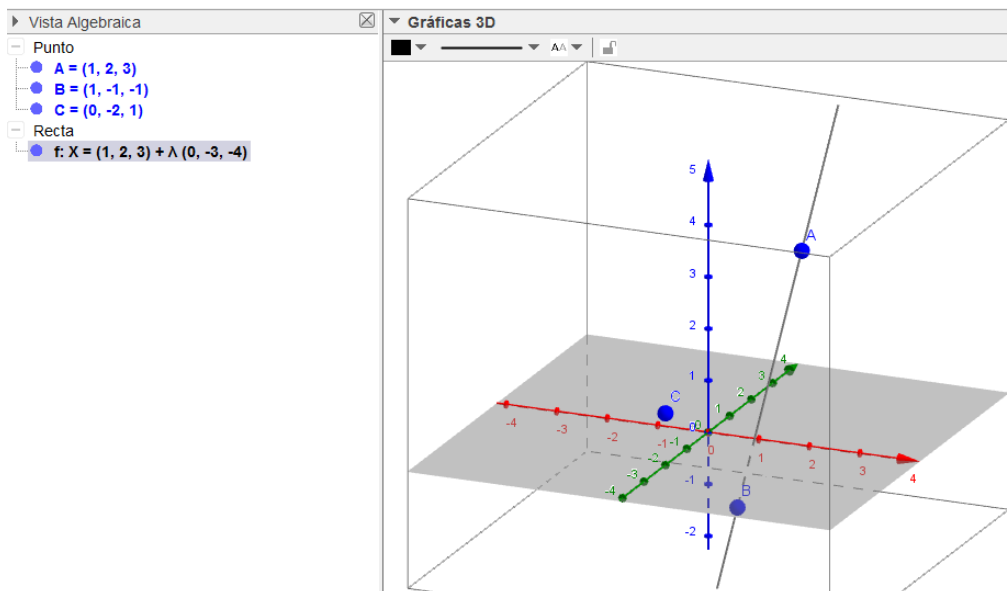 Vista Algebraica
Punto
A = (1, 2, 3)
B = (1, -1, -1)
C = (0, -2, 1)
Recta
f: X = (1, 2, 3) + λ (0, -3, -4)
Gráficas 3D
AA
5
4
3
2
1
0
-1
-2
A
B
C
-4
-3
-2
-1
0
1
2
3
4
-4
-3
-2
-1
0
1
2
3
4